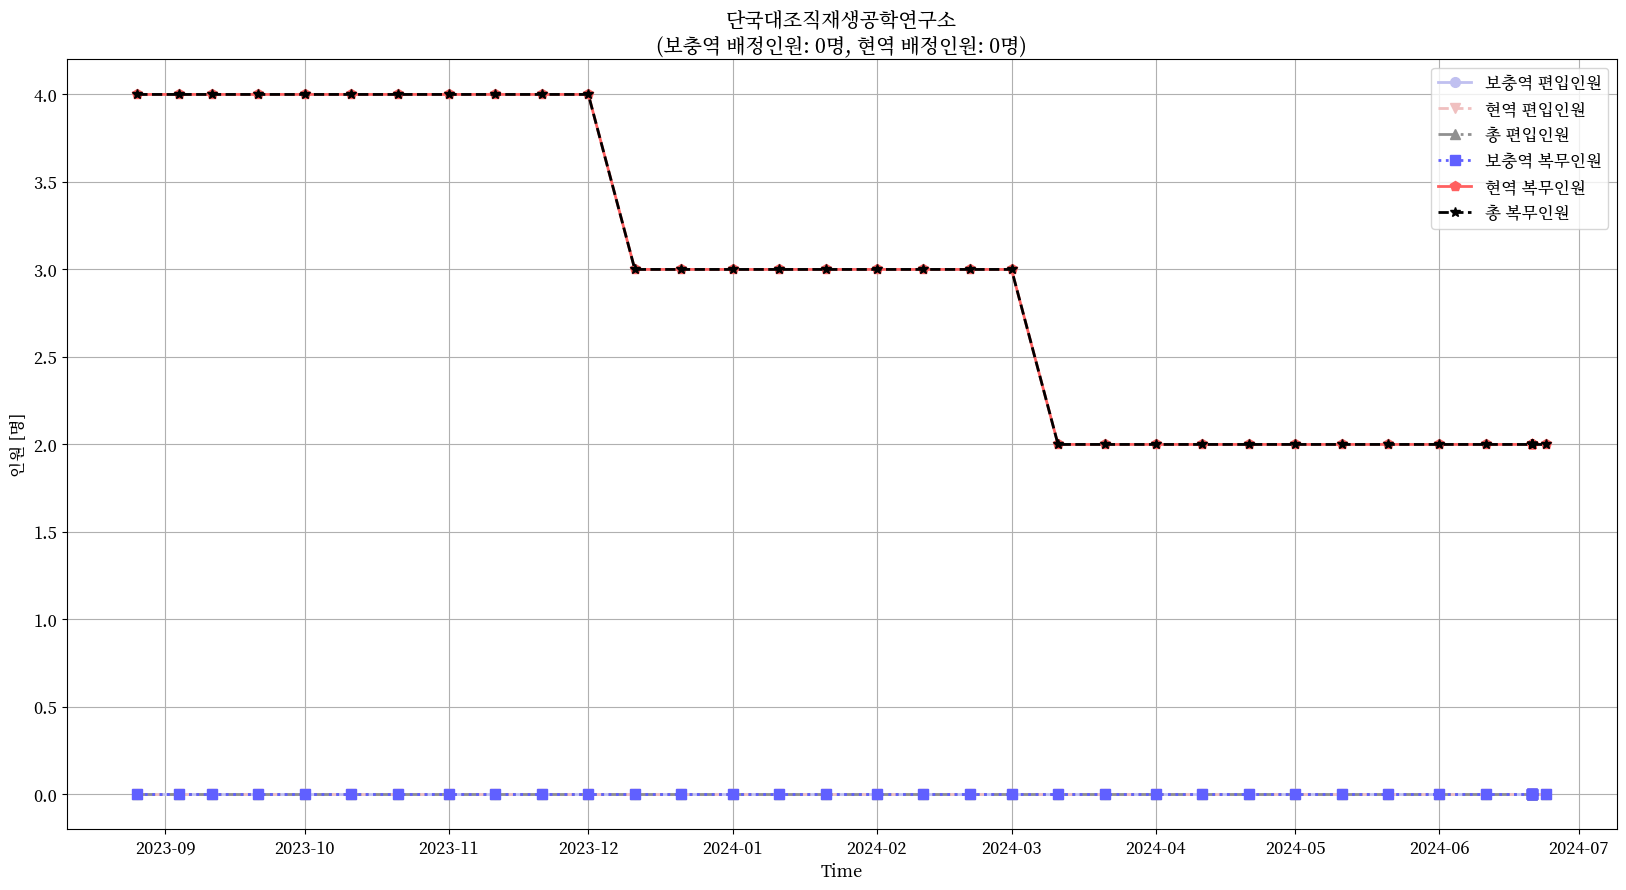 단국대조직재생공학연구소
(보충역 배정인원: 0명, 현역 배정인원: 0명)
보충역 편입인원
현역 편입인원
총 편입인원
보충역 복무인원
현역 복무인원
총 복무인원
인원 [명]
4.0
3.5
3.0
2.5
2.0
1.5
1.0
0.5
0.0
2023-09 2023-10 2023-11 2023-12 2024-01 2024-02 2024-03 2024-04 2024-05 2024-06 2024-07
Time